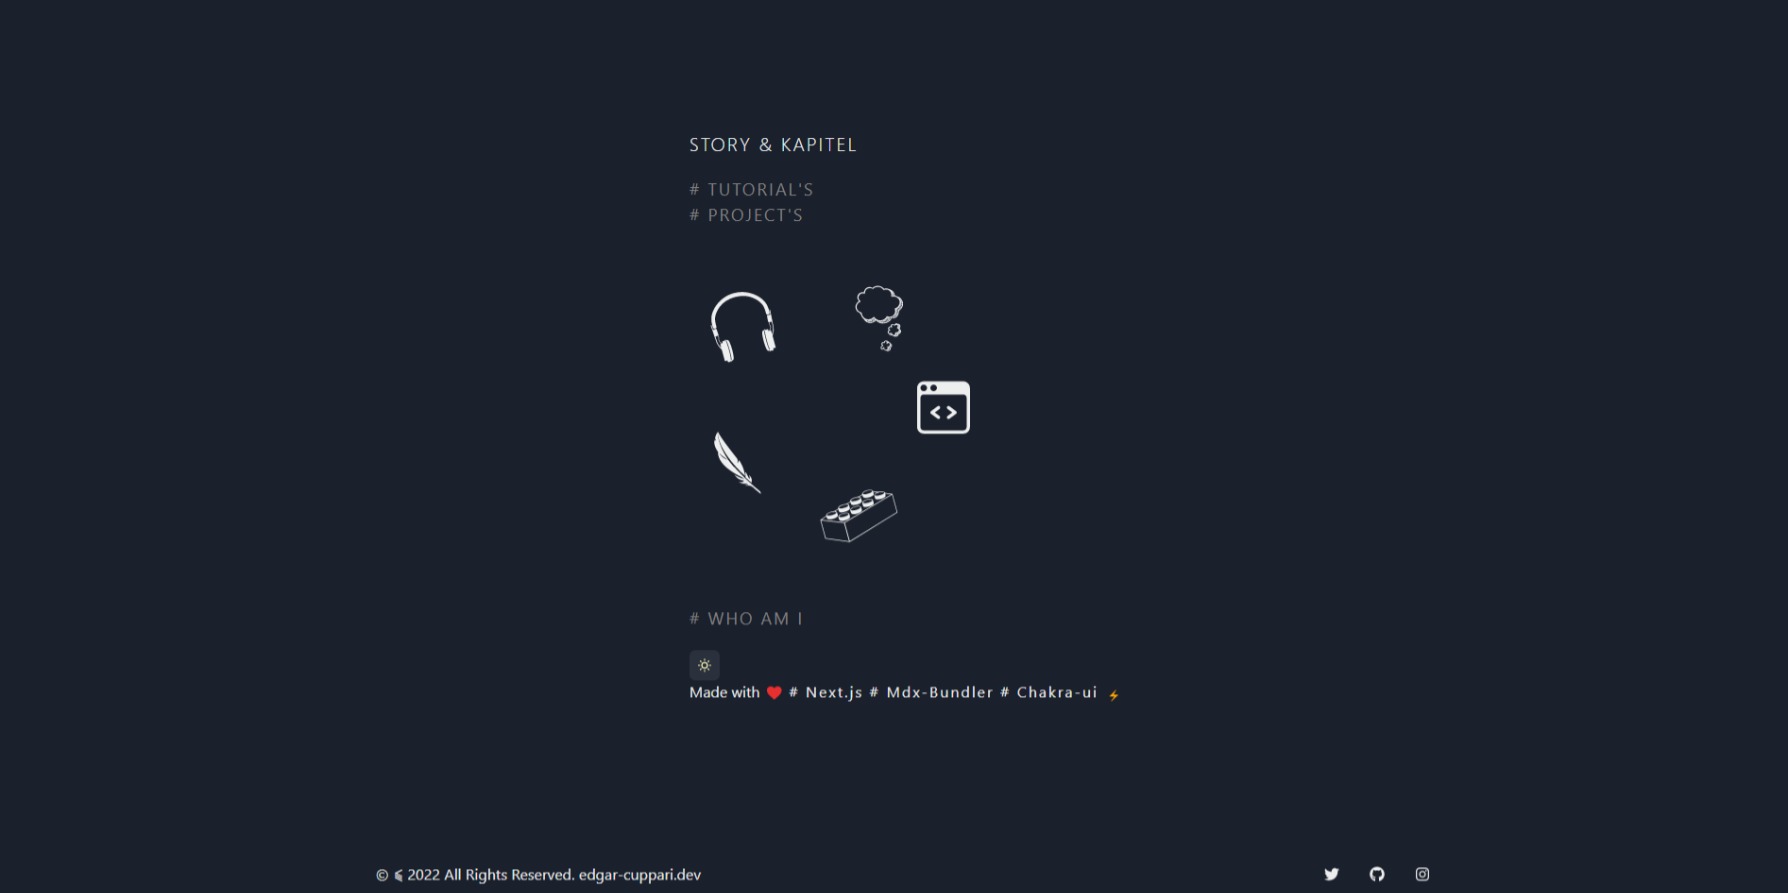 STORY & KAPITEL
# TUTORIAL'S
# PROJECT'S
# WHO AM I
Made with ❤️ # Next.js # Mdx-Bundler # Chakra-ui ⚡
© 2022 All Rights Reserved. edgar-cuppari.dev